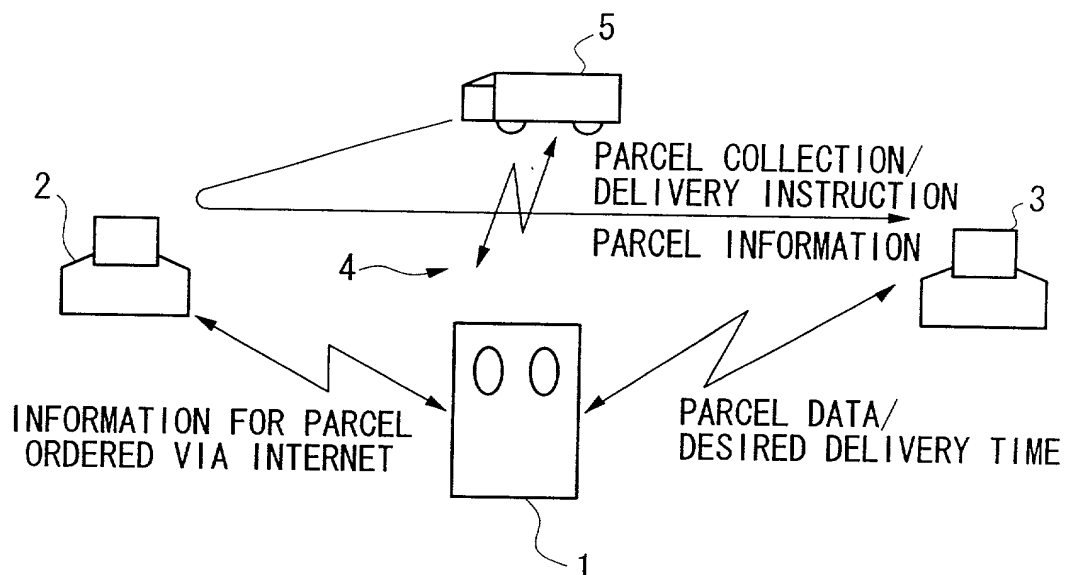 5
PARCEL COLLECTION/
DELIVERY INSTRUCTION
2
3
PARCEL INFORMATION
4
INFORMATION FOR PARCEL
ORDERED VIA INTERNET
PARCEL DATA/
DESIRED DELIVERY TIME
1